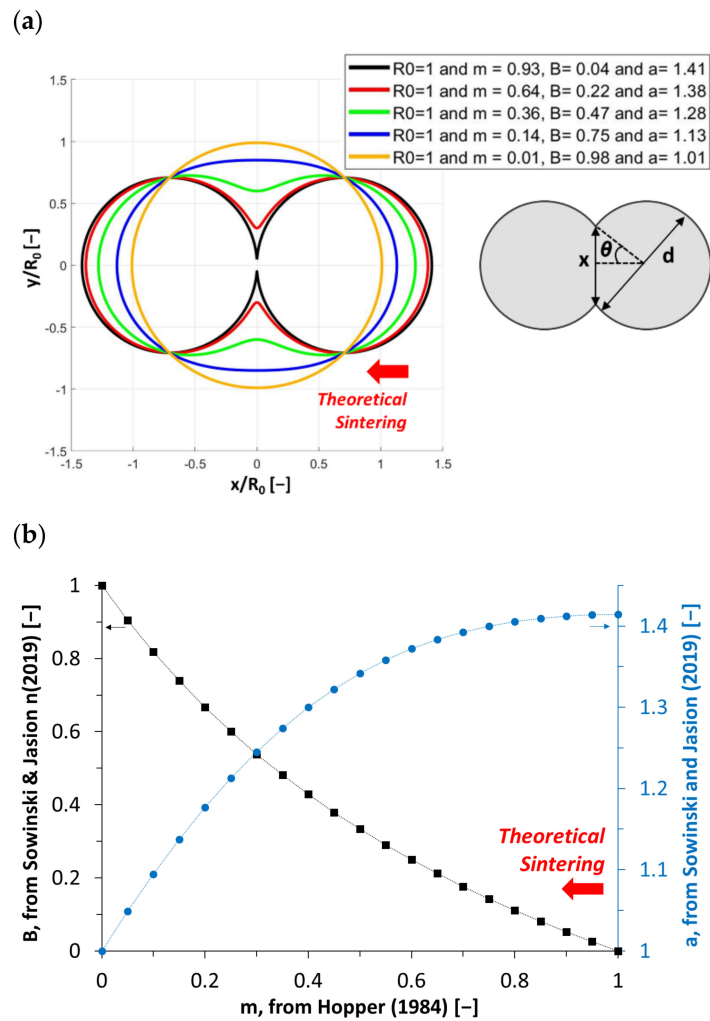 (a)
R0=1 and m = 0.93, B= 0.04 and a= 1.41
R0=1 and m = 0.64, B= 0.22 and a= 1.38
R0=1 and m = 0.36, B= 0.47 and a= 1.28
R0=1 and m = 0.14, B= 0.75 and a= 1.13
R0=1 and m = 0.01, B= 0.98 and a= 1.01
1.5
1
0.5
0
-0.5
-1
-1.5
y/R0 [−]
-1.5
-1
-0.5
0
0.5
1
1.5
x/R0 [−]
Theoretical
Sintering
x
θ
d
(b)
1
0.8
0.6
0.4
0.2
0
B, from Sowinski & Jasion n(2019) [−]
1.4
1.3
1.2
1.1
1
a, from Sowinski and Jasion (2019) [−]
Theoretical
Sintering
0
0.2
0.4
0.6
0.8
1
m, from Hopper (1984) [−]